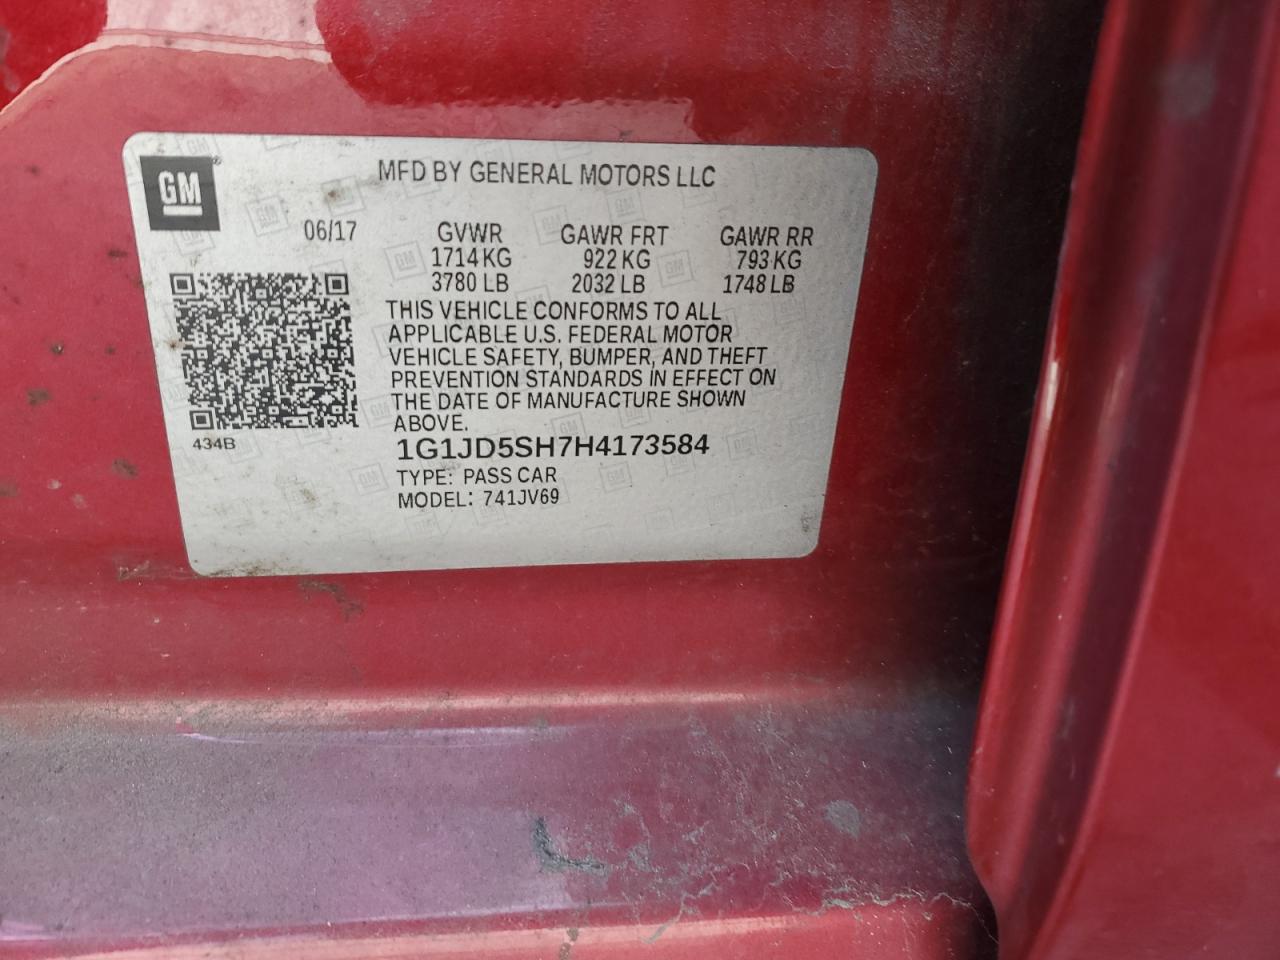 GM
MFD BY GENERAL MOTORS LLC
06/17 GVWR GAWR FRT GAWR RR
1714 KG 922 KG 793 KG
3780 LB 2032 LB 1748 LB
THIS VEHICLE CONFORMS TO ALL
APPLICABLE U.S. FEDERAL MOTOR
VEHICLE SAFETY, BUMPER, AND THEFT
PREVENTION STANDARDS IN EFFECT ON
THE DATE OF MANUFACTURE SHOWN
ABOVE.
434B
1G1JD5SH7H4173584
TYPE: PASS CAR
MODEL: 741JV69